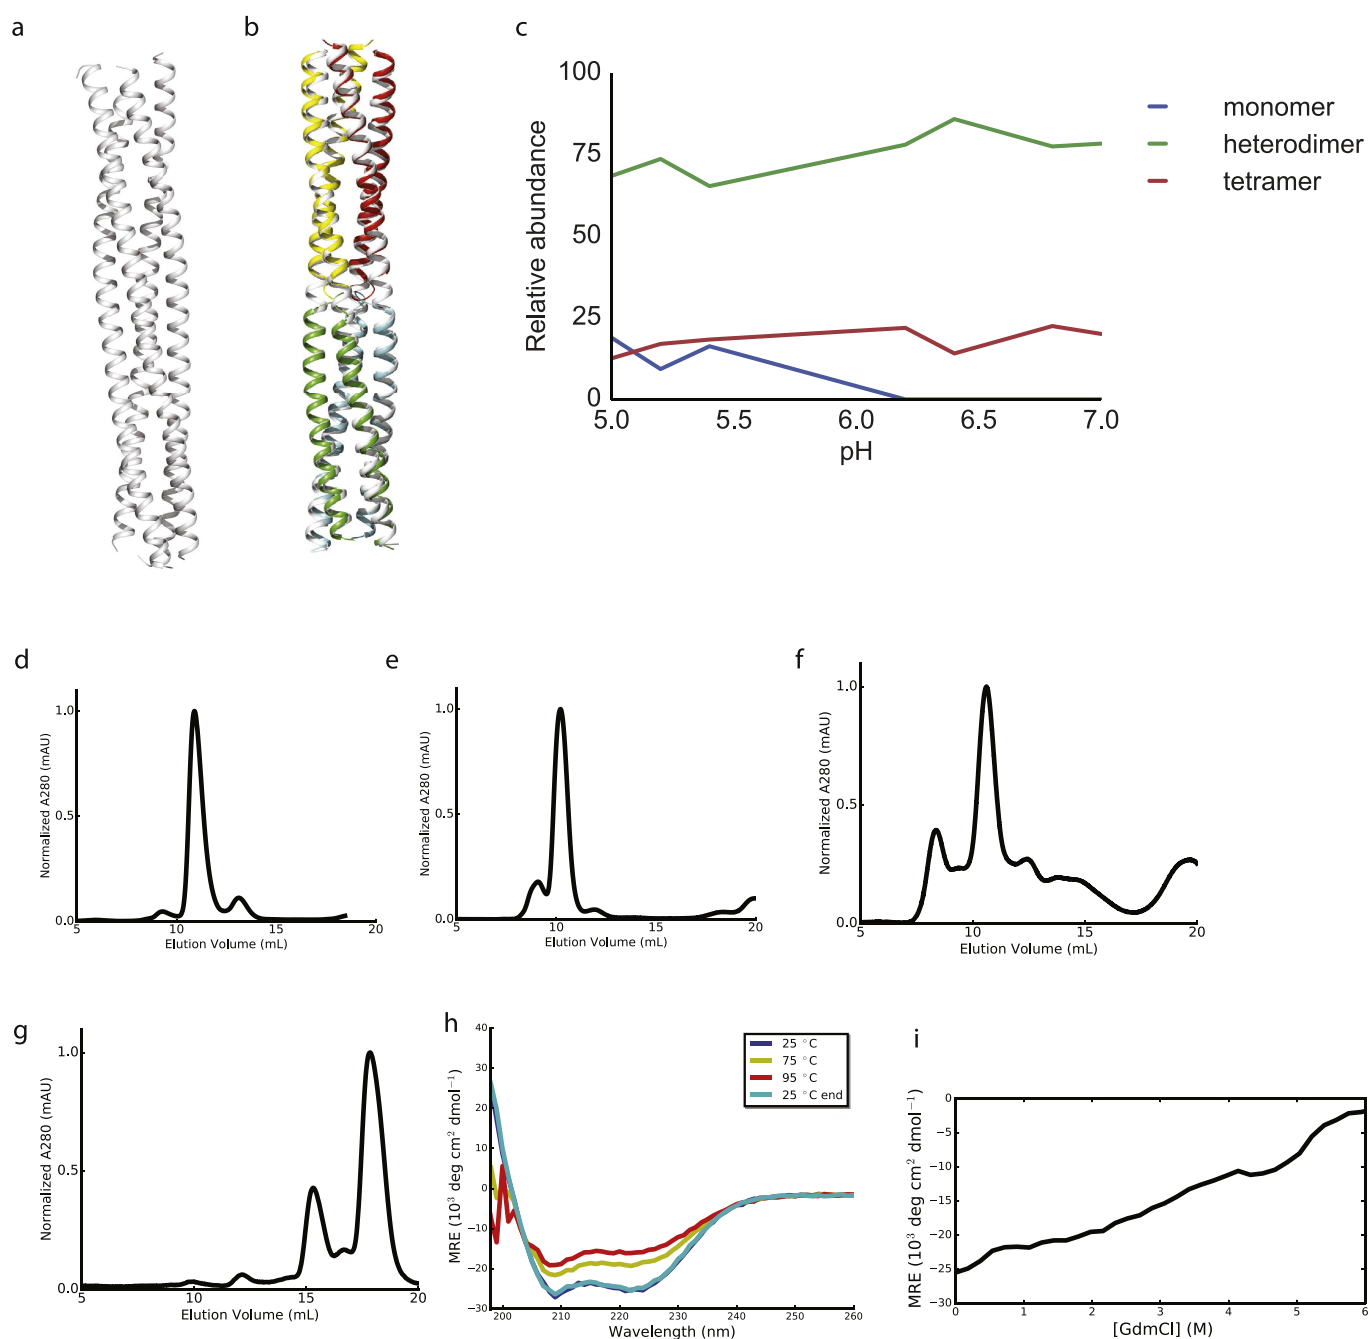 a
b
c
100
75
50
25
0
Relative abundance
5.0
5.5
6.0
6.5
7.0
pH
monomer
heterodimer
tetramer
d
1.0
0.5
0.0
Normalized A280 (mAU)
5
10
15
20
Elution Volume (mL)
e
1.0
0.5
0.0
Normalized A280 (mAU)
5
10
15
20
Elution Volume (mL)
f
1.0
0.5
0.0
Normalized A280 (mAU)
5
10
15
20
Elution Volume (mL)
g
1.0
0.5
0.0
Normalized A280 (mAU)
5
10
15
20
Elution Volume (mL)
h
40
30
20
10
0
−10
−20
−30
MRE (10³ deg cm² dmol⁻¹)
25 °C
75 °C
95 °C
25 °C end
200
210
220
230
240
250
260
Wavelength (nm)
i
0
−5
−10
−15
−20
−25
−30
MRE (10³ deg cm² dmol⁻¹)
0
1
2
3
4
5
6
[GdmCl] (M)